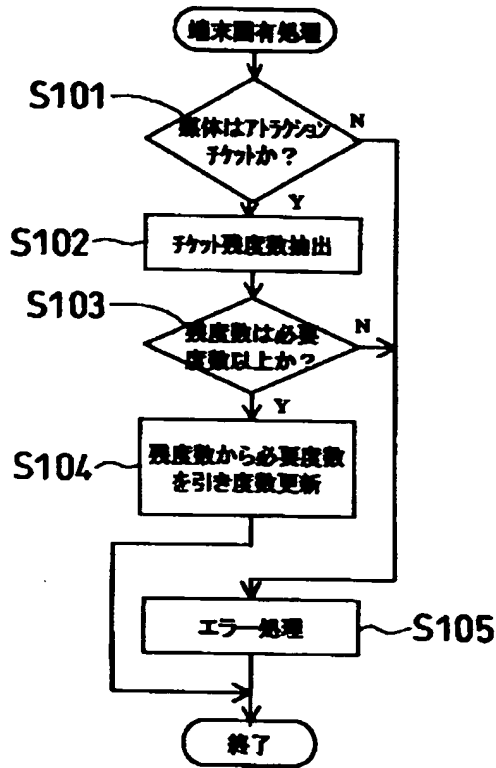 端末固有処理
S101
媒体はアトラクション
チケットか?
N
Y
S102
チケット残度数抽出
S103
残度数は必要
度数以上か?
N
Y
S104
残度数から必要度数
を引き度数更新
エラー処理
S105
終了